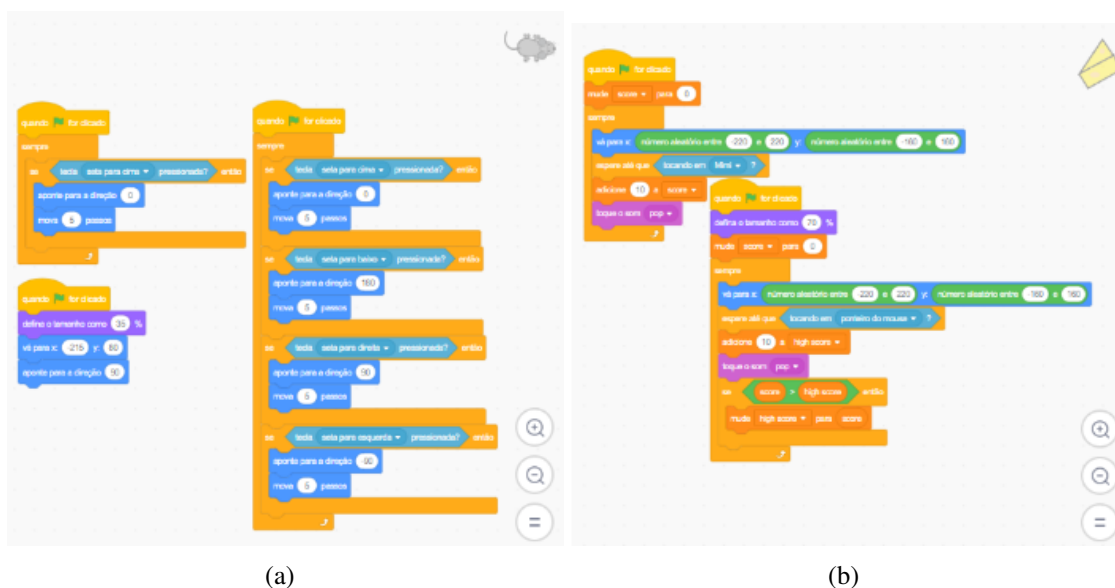 quando for clicado
sempre
se tecla seta para cima pressionada? então
aponte para a direção 0
mova 5 passos
quando for clicado
defina o tamanho como 35 %
vá para x: -215 y: 80
aponte para a direção 90
quando for clicado
sempre
se tecla seta para cima pressionada? então
aponte para a direção 0
mova 5 passos
se tecla seta para baixo pressionada? então
aponte para a direção 180
mova 5 passos
se tecla seta para direita pressionada? então
aponte para a direção 90
mova 5 passos
se tecla seta para esquerda pressionada? então
aponte para a direção -90
mova 5 passos
(a)
quando for clicado
mude score para 0
sempre
vá para x: número aleatório entre -220 e 220 y: número aleatório entre -160 e 160
espere até que tocando em Mimi ?
adicione 10 a score
toque o som pop
quando for clicado
defina o tamanho como 70 %
mude score para 0
sempre
vá para x: número aleatório entre -220 e 220 y: número aleatório entre -160 e 160
espere até que tocando em ponteiro do mouse ?
adicione 10 a high score
toque o som pop
se score > high score então
mude high score para score
(b)